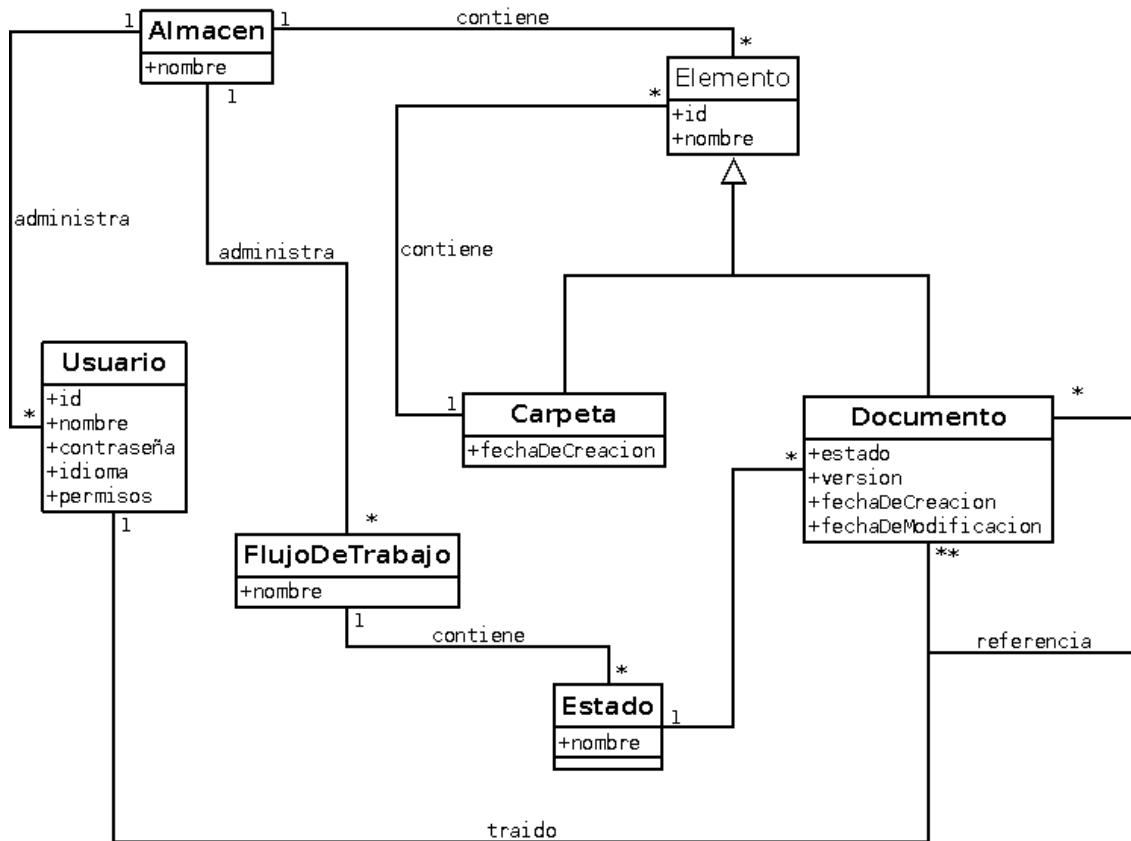 1
Almacen
+nombre
1
1
contiene
*
Elemento
+id
+nombre
*
administra
administra
contiene
Usuario
+id
+nombre
+contraseña
+idioma
+permisos
*
1
1
Carpeta
+fechaDeCreacion
Documento
+estado
+version
+fechaDeCreacion
+fechaDeModificacion
*
*
**
*
FlujoDeTrabajo
+nombre
1
contiene
*
referencia
Estado
+nombre
1
traido